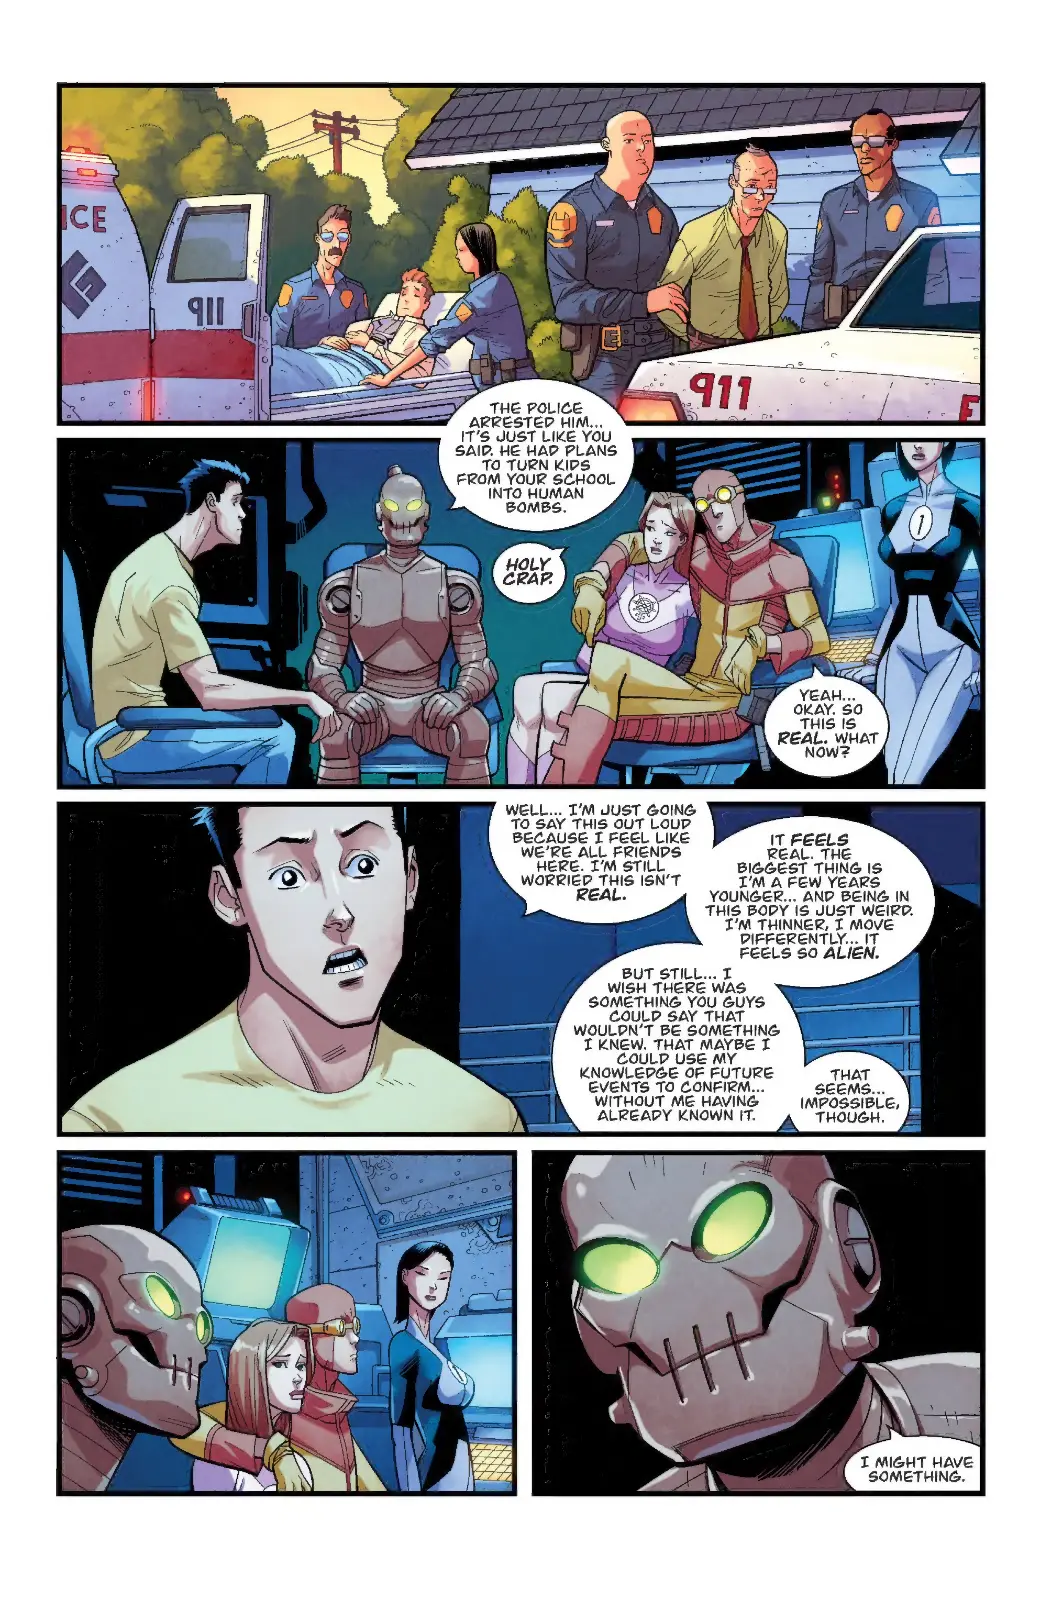 ICE
911
911
F
THE POLICE
ARRESTED HIM...
IT'S JUST LIKE YOU
SAID. HE HAD PLANS
TO TURN KIDS
FROM YOUR SCHOOL
INTO HUMAN
BOMBS.
HOLY
CRAP.
1
YEAH...
OKAY. SO
THIS IS
REAL. WHAT
NOW?
WELL... I'M JUST GOING
TO SAY THIS OUT LOUD
BECAUSE I FEEL LIKE
WE'RE ALL FRIENDS
HERE. I'M STILL
WORRIED THIS ISN'T
REAL.
IT FEELS
REAL. THE
BIGGEST THING IS
I'M A FEW YEARS
YOUNGER... AND BEING IN
THIS BODY IS JUST WEIRD.
I'M THINNER, I MOVE
DIFFERENTLY... IT
FEELS SO ALIEN.
BUT STILL... I
WISH THERE WAS
SOMETHING YOU GUYS
COULD SAY THAT
WOULDN'T BE SOMETHING
I KNEW. THAT MAYBE I
COULD USE MY
KNOWLEDGE OF FUTURE
EVENTS TO CONFIRM...
WITHOUT ME HAVING
ALREADY KNOWN IT.
THAT
SEEMS...
IMPOSSIBLE,
THOUGH.
I MIGHT HAVE
SOMETHING.